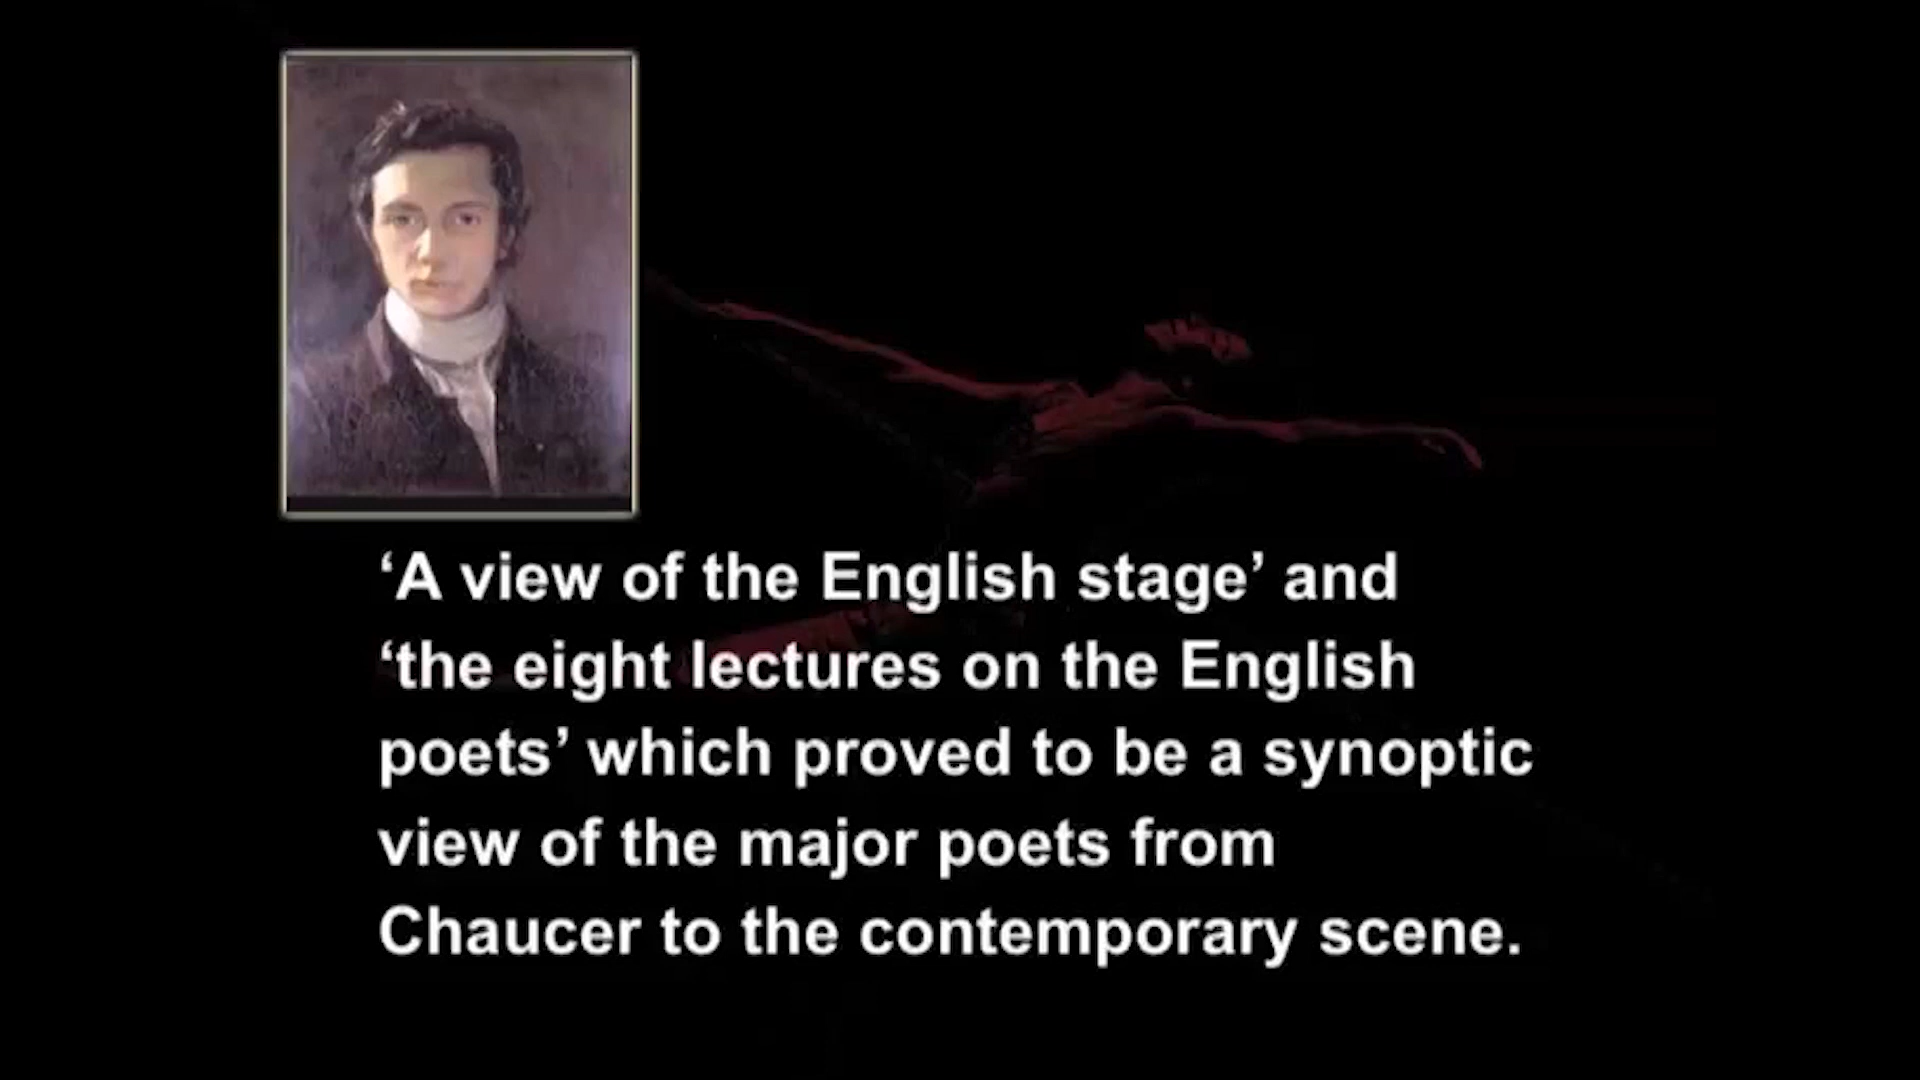 ‘A view of the English stage’ and
‘the eight lectures on the English
poets’ which proved to be a synoptic
view of the major poets from
Chaucer to the contemporary scene.